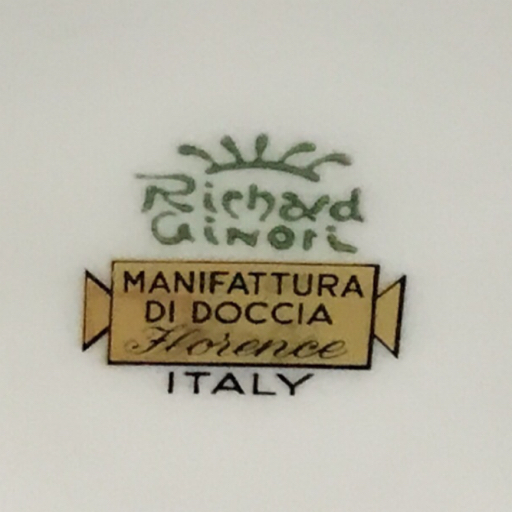 Richard
Ginori
MANIFATTURA
DI DOCCIA
Florence
ITALY